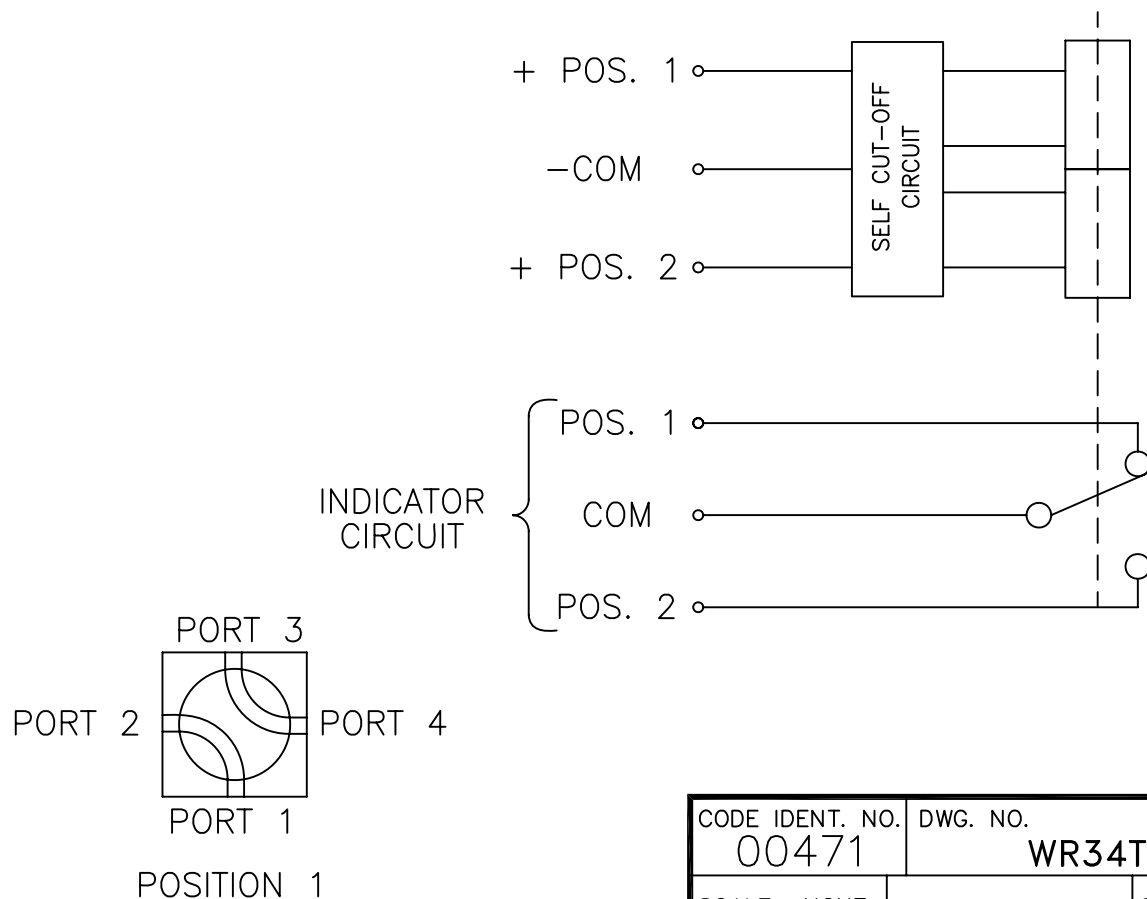 + POS. 1
-COM
+ POS. 2
SELF CUT-OFF
CIRCUIT
INDICATOR
CIRCUIT
POS. 1
COM
POS. 2
PORT 3
PORT 2
PORT 4
PORT 1
POSITION 1
CODE IDENT. NO.
00471
DWG. NO.
WR34T